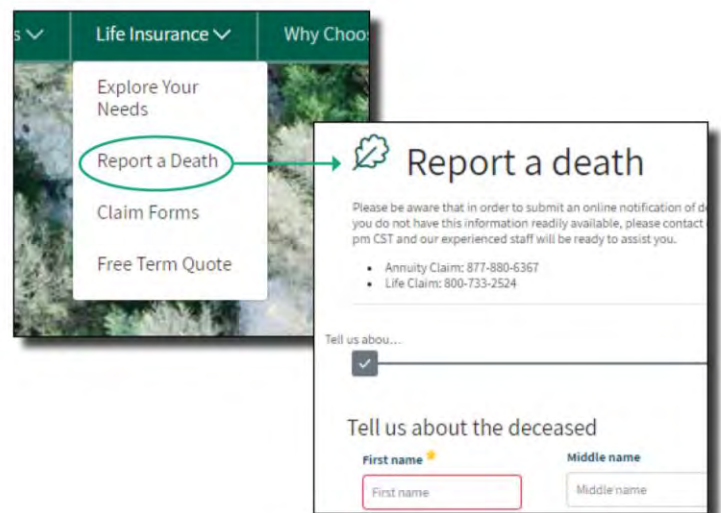 s
Life Insurance
Why Choo
Explore Your
Needs
Report a Death
Claim Forms
Free Term Quote
Report a death
Please be aware that in order to submit an online notification of d
you do not have this information readily available, please contact
pm CST and our experienced staff will be ready to assist you.
• Annuity Claim: 877-880-6367
• Life Claim: 800-733-2524
Tell us abou...
Tell us about the deceased
First name
Middle name
First name
Middle name